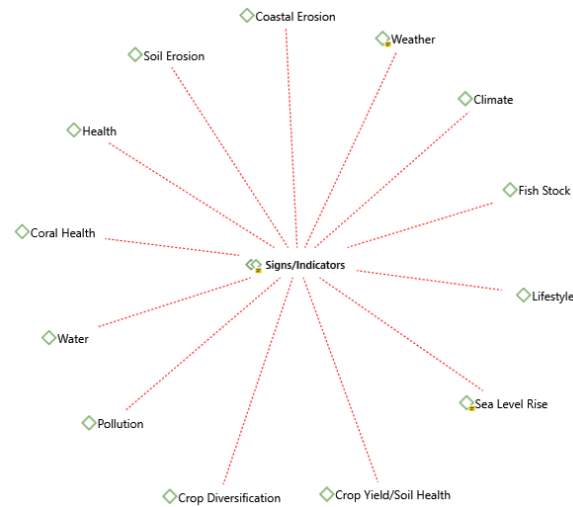 Coastal Erosion
Weather
Soil Erosion
Climate
Health
Fish Stock
Coral Health
Signs/Indicators
Lifestyle
Water
Sea Level Rise
Pollution
Crop Diversification
Crop Yield/Soil Health